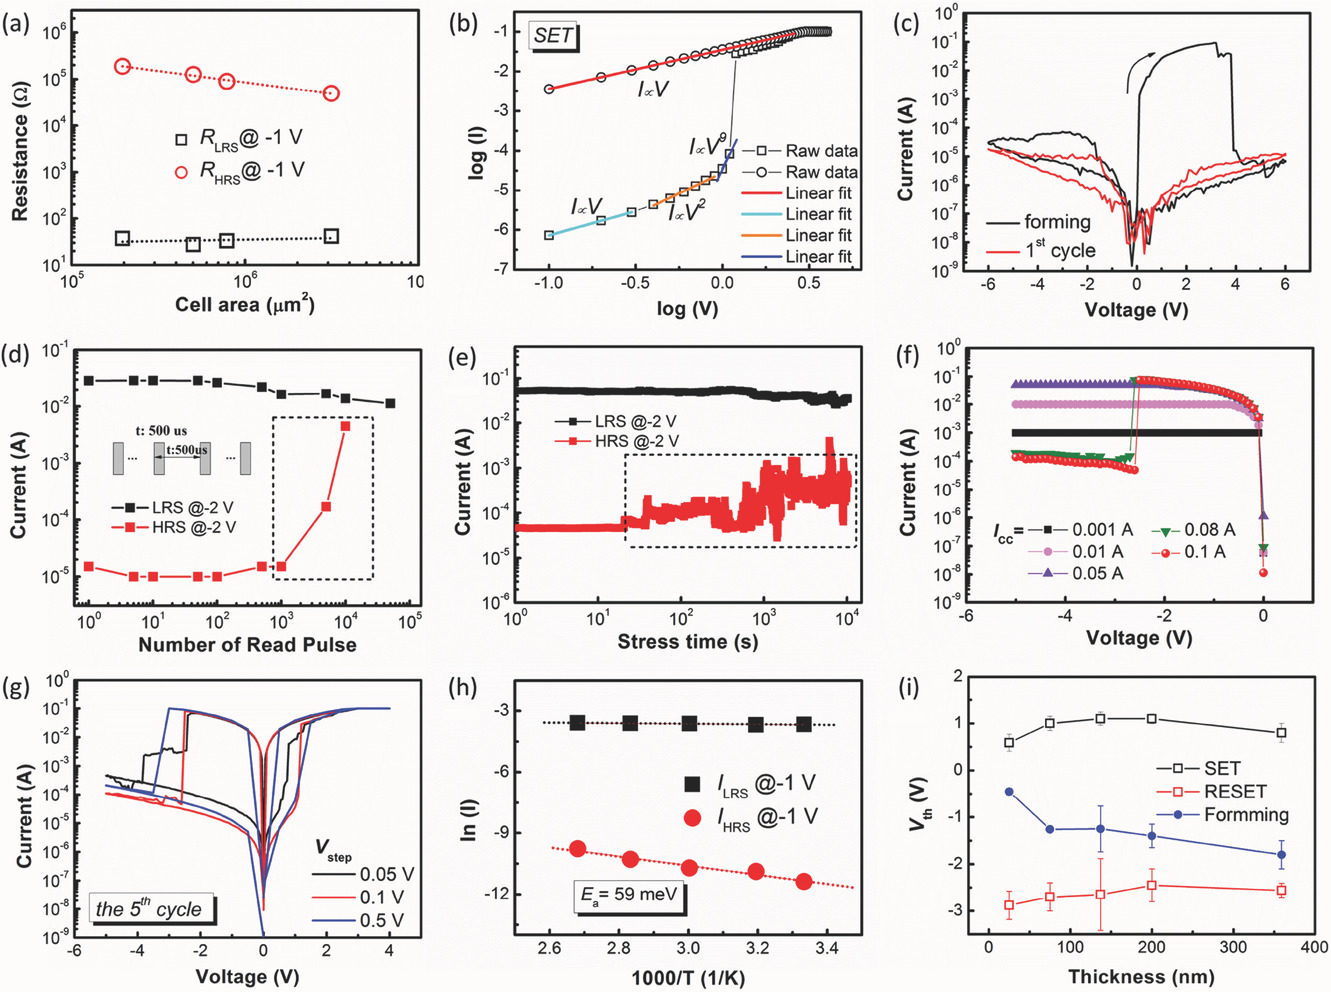 (a)
10^6
10^5
10^4
10^3
10^2
10^1
Resistance (Ω)
R_LRS @ -1 V
R_HRS @ -1 V
10^5
10^6
10^7
Cell area (μm^2)
(b)
SET
-1
-2
-3
-4
-5
-6
-7
log (I)
I∝V
I∝V^9
I∝V
I∝V^2
Raw data
Raw data
Linear fit
Linear fit
Linear fit
Linear fit
-1.0
-0.5
0.0
0.5
log (V)
(c)
10^0
10^-1
10^-2
10^-3
10^-4
10^-5
10^-6
10^-7
10^-8
10^-9
Current (A)
forming
1^st cycle
-6 -4 -2 0 2 4 6
Voltage (V)
(d)
10^-1
10^-2
10^-3
10^-4
10^-5
Current (A)
t: 500 us
t:500us
... ...
LRS @-2 V
HRS @-2 V
10^0 10^1 10^2 10^3 10^4 10^5
Number of Read Pulse
(e)
10^-1
10^-2
10^-3
10^-4
10^-5
10^-6
Current (A)
LRS @-2 V
HRS @-2 V
10^0 10^1 10^2 10^3 10^4
Stress time (s)
(f)
10^0
10^-1
10^-2
10^-3
10^-4
10^-5
10^-6
10^-7
10^-8
10^-9
Current (A)
I_cc=
0.001 A
0.08 A
0.01 A
0.1 A
0.05 A
-4 -2 0
Voltage (V)
(g)
10^0
10^-1
10^-2
10^-3
10^-4
10^-5
10^-6
10^-7
10^-8
10^-9
Current (A)
V_step
0.05 V
0.1 V
0.5 V
the 5^th cycle
-6 -4 -2 0 2 4
Voltage (V)
(h)
-3
-6
-9
-12
ln (I)
I_LRS @-1 V
I_HRS @-1 V
E_a= 59 meV
2.6 2.8 3.0 3.2 3.4
1000/T (1/K)
(i)
2
1
0
-1
-2
-3
V_th (V)
SET
RESET
Formming
0 100 200 300 400
Thickness (nm)